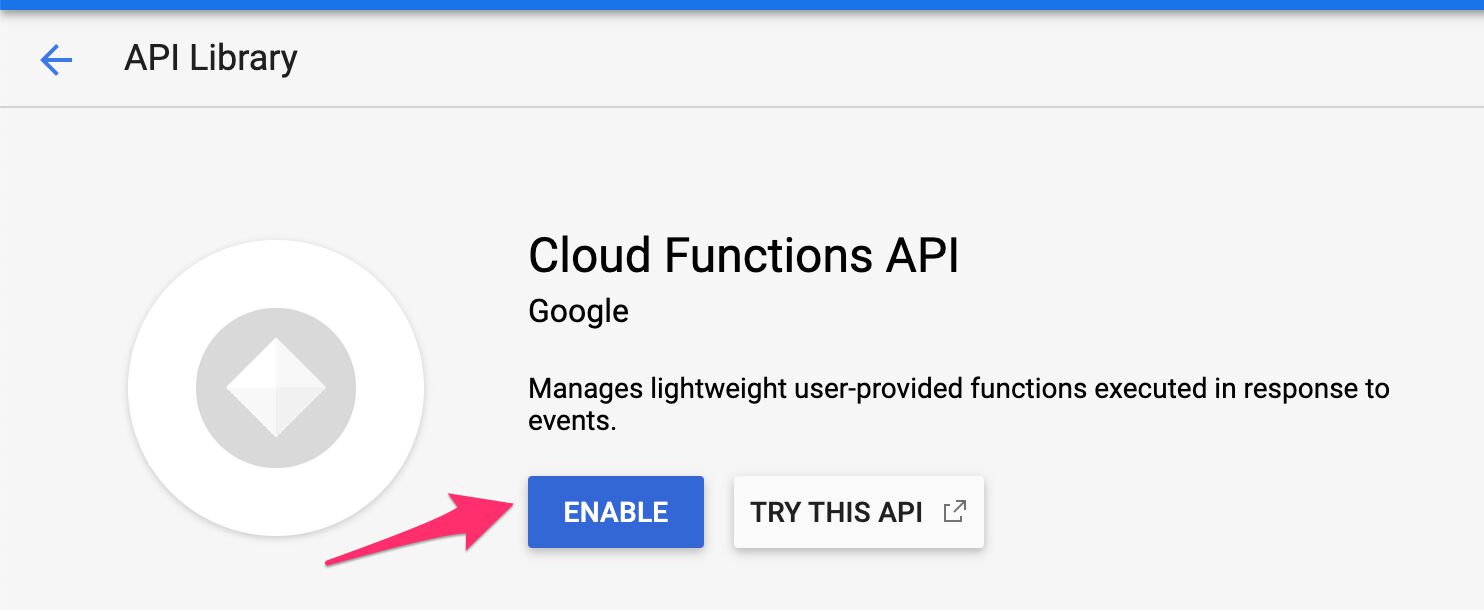 API Library
Cloud Functions API
Google
Manages lightweight user-provided functions executed in response to
events.
ENABLE
TRY THIS API